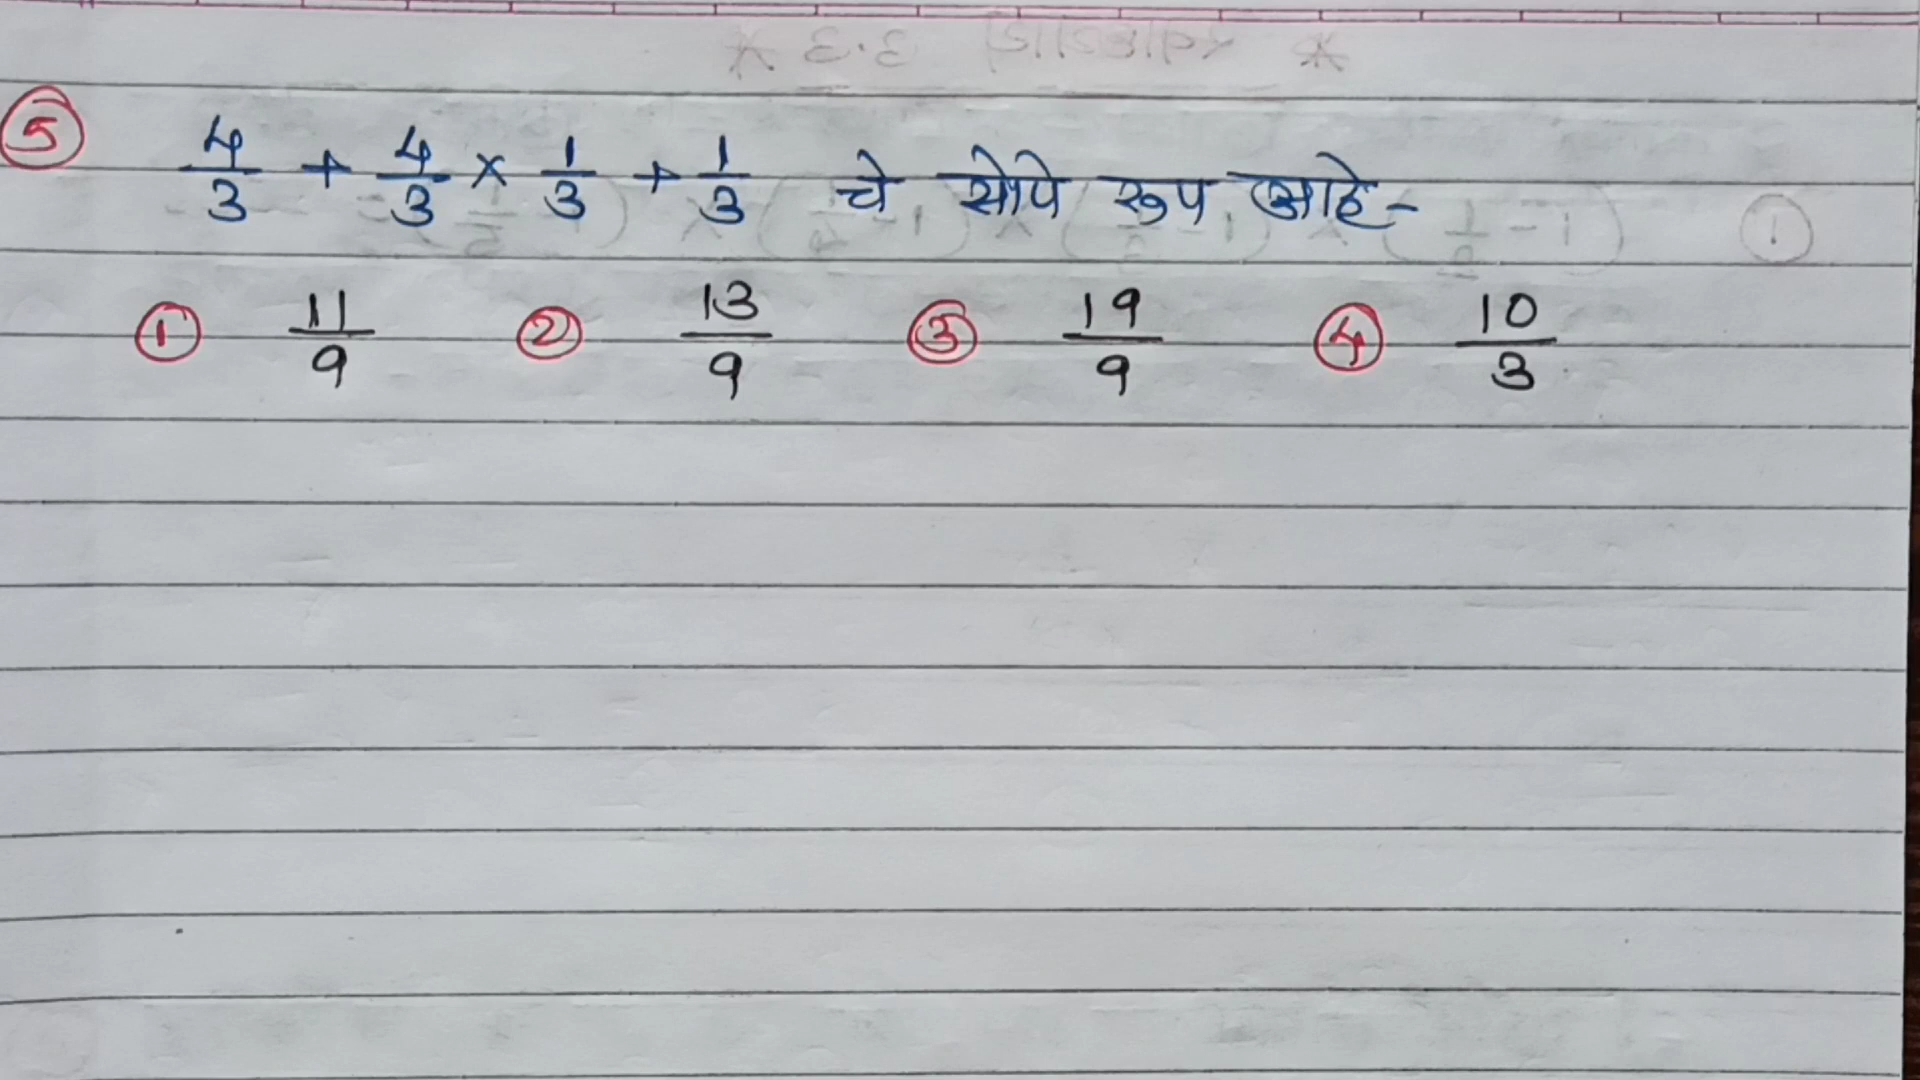 ⑤ 4/3 + 4/3 × 1/3 + 1/3 चे सोपे रूप आहे-
① 11/9 ② 13/9 ③ 19/9 ④ 10/3